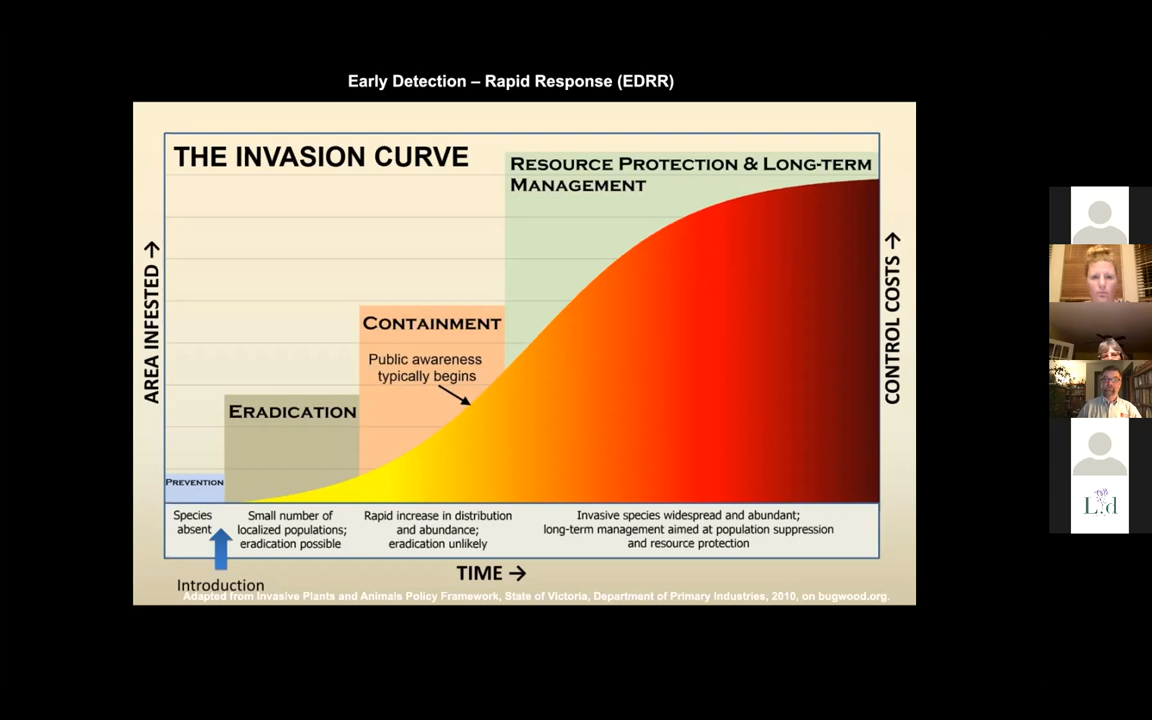 Early Detection – Rapid Response (EDRR)
THE INVASION CURVE
RESOURCE PROTECTION & LONG-TERM
MANAGEMENT
CONTAINMENT
Public awareness
typically begins
ERADICATION
PREVENTION
AREA INFESTED →
CONTROL COSTS →
Species
absent
Small number of
localized populations;
eradication possible
Rapid increase in distribution
and abundance;
eradication unlikely
Invasive species widespread and abundant;
long-term management aimed at population suppression
and resource protection
TIME →
Introduction
Adapted from Invasive Plants and Animals Policy Framework, State of Victoria, Department of Primary Industries, 2010, on bugwood.org.